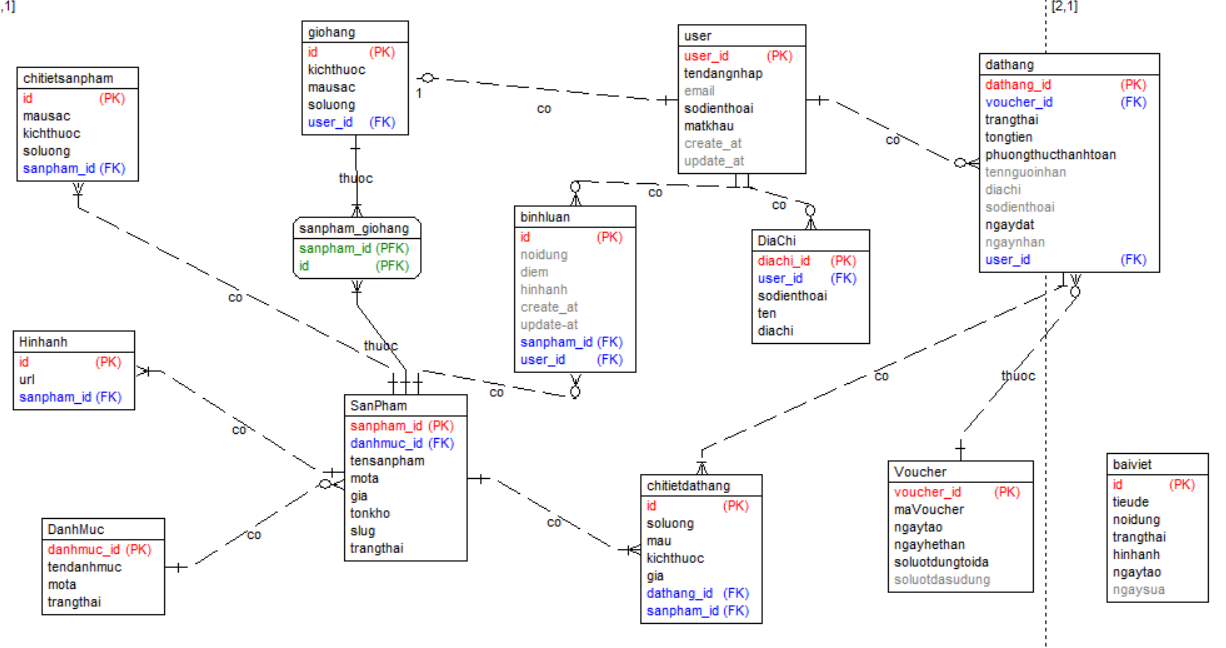 ,1]
[2,1]
giohang
id (PK)
kichthuoc
mausac
soluong
user_id (FK)
user
user_id (PK)
tendangnhap
email
sodienthoai
matkhau
create_at
update_at
dathang
dathang_id (PK)
voucher_id (FK)
trangthai
tongtien
phuongthucthanhtoan
tennguoinhan
diachi
sodienthoai
ngaydat
ngaynhan
user_id (FK)
chitietsanpham
id (PK)
mausac
kichthuoc
soluong
sanpham_id (FK)
1
co
co
thuoc
co
co
sanpham_giohang
sanpham_id (PFK)
id (PFK)
binhluan
id (PK)
noidung
diem
hinhanh
create_at
update-at
sanpham_id (FK)
user_id (FK)
DiaChi
diachi_id (PK)
user_id (FK)
sodienthoai
ten
diachi
co
thuoc
co
co
thuoc
Hinhanh
id (PK)
url
sanpham_id (FK)
co
SanPham
sanpham_id (PK)
danhmuc_id (FK)
tensanpham
mota
gia
tonkho
slug
trangthai
co
co
DanhMuc
danhmuc_id (PK)
tendanhmuc
mota
trangthai
chitietdathang
id (PK)
soluong
mau
kichthuoc
gia
dathang_id (FK)
sanpham_id (FK)
Voucher
voucher_id (PK)
maVoucher
ngaytao
ngayhethan
soluotdungtoida
soluotdasudung
baiviet
id (PK)
tieude
noidung
trangthai
hinhanh
ngaytao
ngaysua